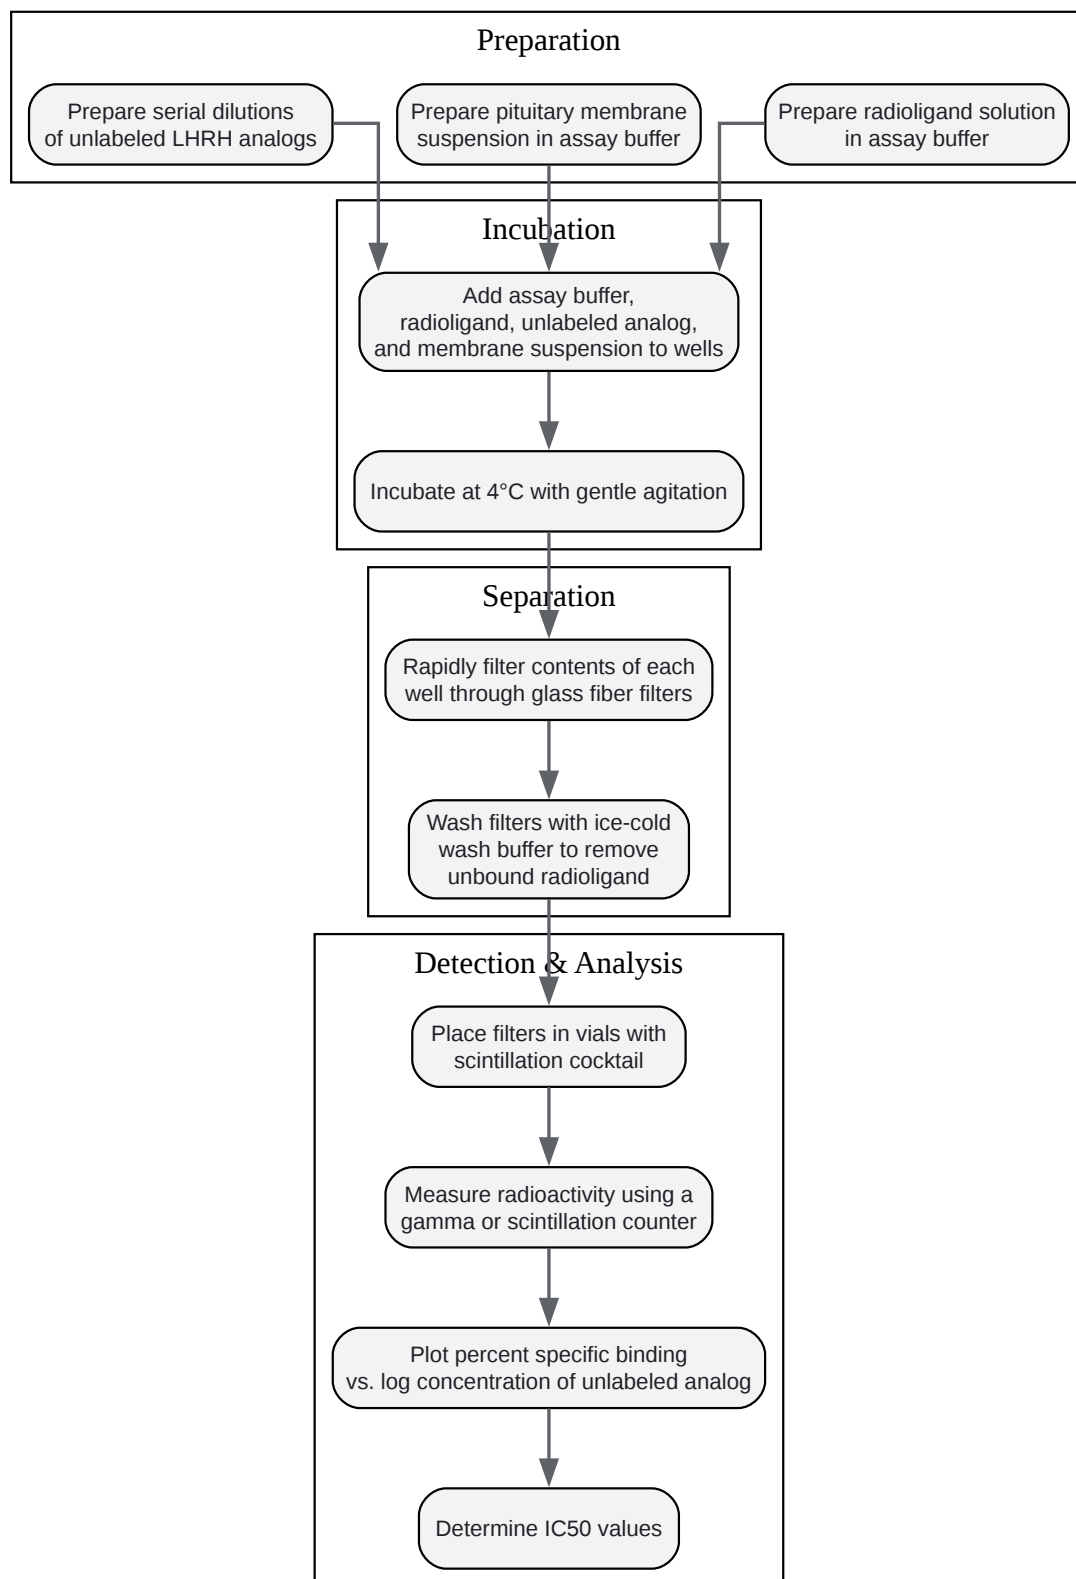 Preparation
Prepare serial dilutions
of unlabeled LHRH analogs
Prepare pituitary membrane
suspension in assay buffer
Prepare radioligand solution
in assay buffer
Incubation
Add assay buffer,
radioligand, unlabeled analog,
and membrane suspension to wells
Incubate at 4°C with gentle agitation
Separation
Rapidly filter contents of each
well through glass fiber filters
Wash filters with ice-cold
wash buffer to remove
unbound radioligand
Detection & Analysis
Place filters in vials with
scintillation cocktail
Measure radioactivity using a
gamma or scintillation counter
Plot percent specific binding
vs. log concentration of unlabeled analog
Determine IC50 values